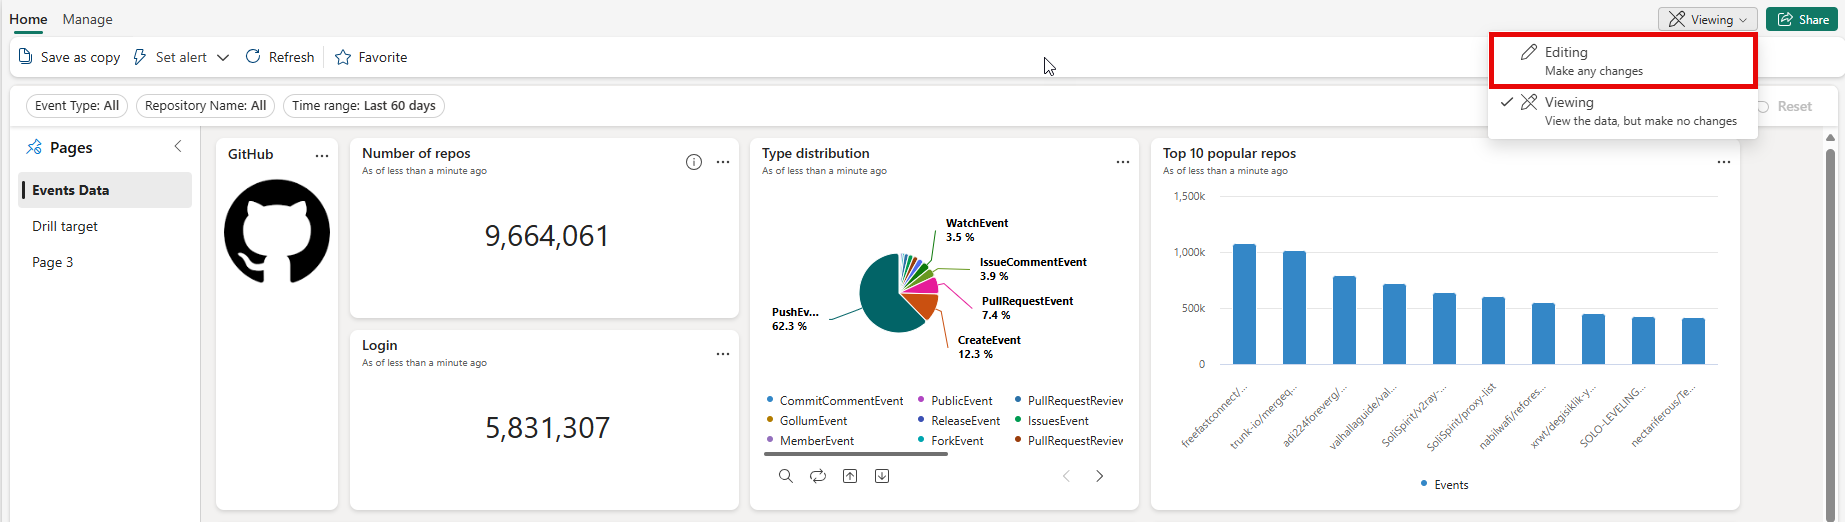 Home Manage
Viewing
Share
Save as copy
Set alert
Refresh
Favorite
Editing
Make any changes
Viewing
View the data, but make no changes
Event Type: All
Repository Name: All
Time range: Last 60 days
Reset
Pages
Events Data
Drill target
Page 3
GitHub
Number of repos
As of less than a minute ago
9,664,061
Login
As of less than a minute ago
5,831,307
Type distribution
As of less than a minute ago
WatchEvent
3.5 %
IssueCommentEvent
3.9 %
PullRequestEvent
7.4 %
CreateEvent
12.3 %
PushEv...
62.3 %
CommitCommentEvent
PublicEvent
PullRequestReview
GollumEvent
ReleaseEvent
IssuesEvent
MemberEvent
ForkEvent
PullRequestReview
Top 10 popular repos
As of less than a minute ago
1,500k
1,000k
500k
0
freefastconnect/...
trunk-io/mergeq...
adi224foreverg/...
valhallaguide/val...
SoliSpirit/v2ray-...
SoliSpirit/proxy-list
nabilwafi/refores...
xrwt/degisiklik-y...
SOLO-LEVELING...
nectariferous/Te...
Events